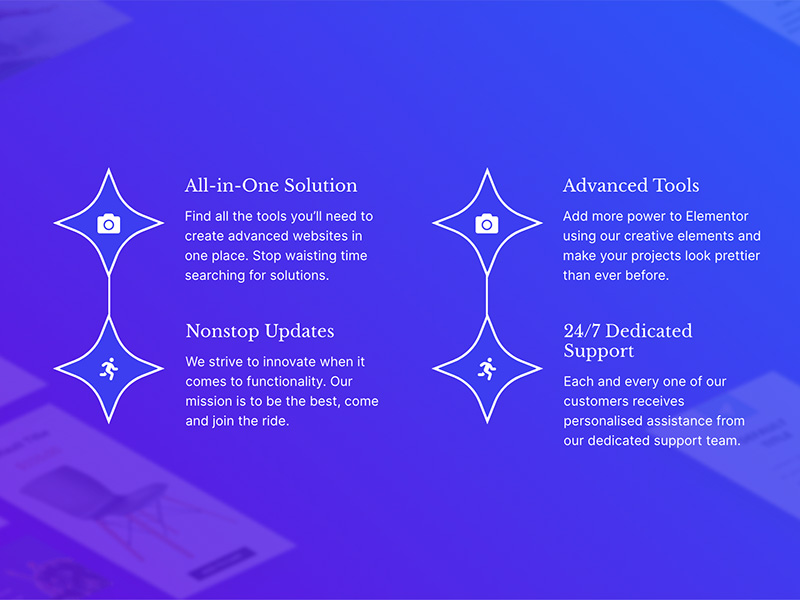 All-in-One Solution
Find all the tools you’ll need to
create advanced websites in
one place. Stop waisting time
searching for solutions.
Nonstop Updates
We strive to innovate when it
comes to functionality. Our
mission is to be the best, come
and join the ride.
Advanced Tools
Add more power to Elementor
using our creative elements and
make your projects look prettier
than ever before.
24/7 Dedicated
Support
Each and every one of our
customers receives
personalised assistance from
our dedicated support team.